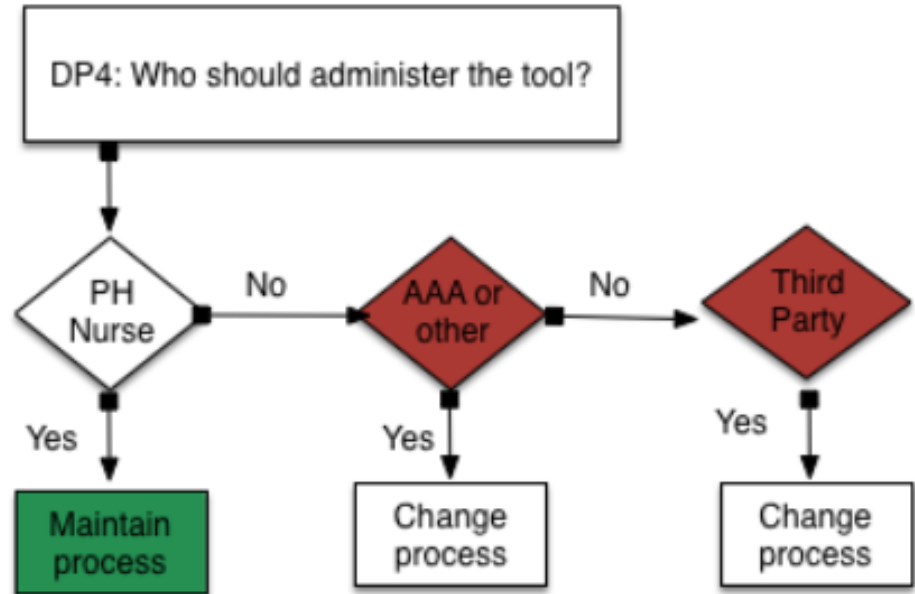 DP4: Who should administer the tool?
PH
Nurse
No
AAA or
other
No
Third
Party
Yes
Yes
Yes
Maintain
process
Change
process
Change
process